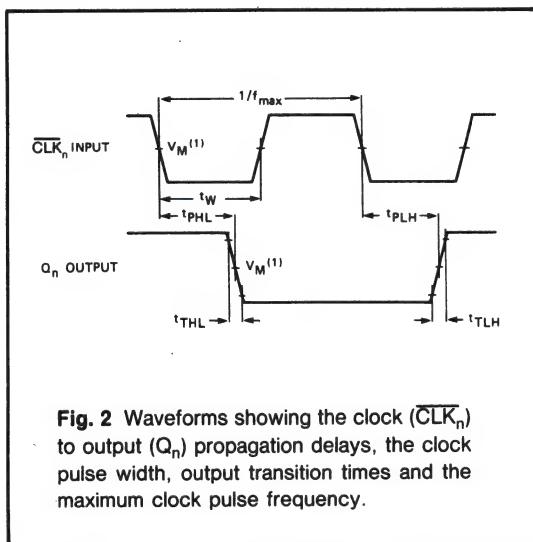 1/fmax
CLKn INPUT
VM(1)
tW
tPHL
tPLH
Qn OUTPUT
VM(1)
tTHL
tTLH
Fig. 2 Waveforms showing the clock (CLKn)
to output (Qn) propagation delays, the clock
pulse width, output transition times and the
maximum clock pulse frequency.